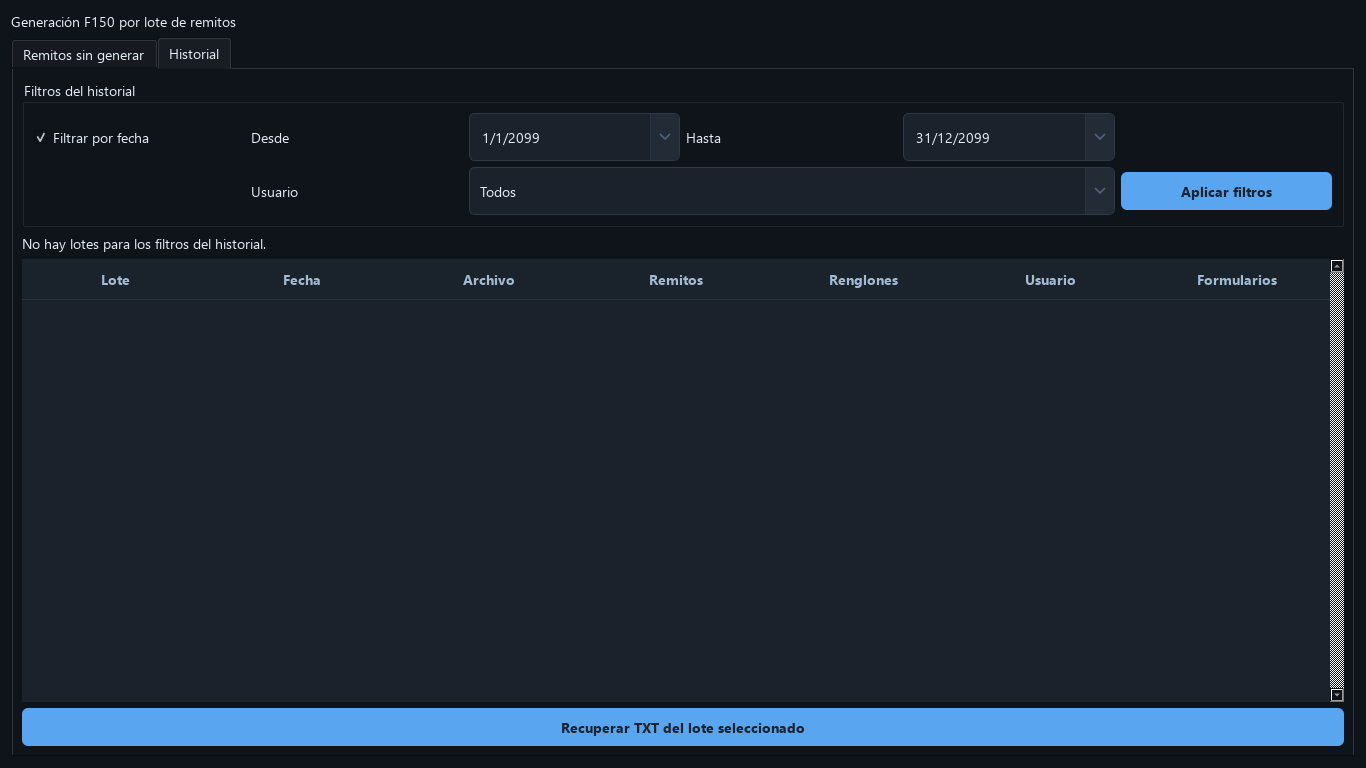 Generación F150 por lote de remitos
Remitos sin generar
Historial
Filtros del historial
Filtrar por fecha
Desde
1/1/2099
Hasta
31/12/2099
Usuario
Todos
Aplicar filtros
No hay lotes para los filtros del historial.
Lote Fecha Archivo Remitos Renglones Usuario Formularios
Recuperar TXT del lote seleccionado